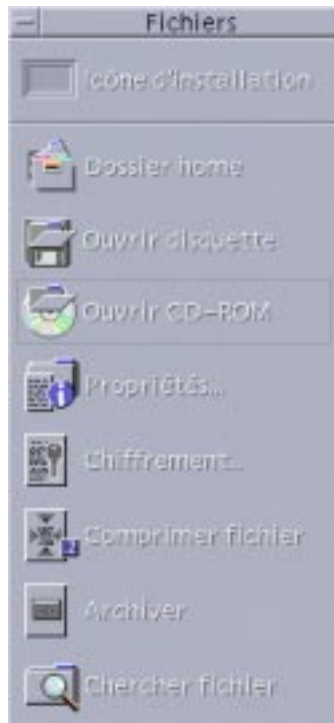 Fichiers
Icône d'installation
Dossier home
Ouvrir disquette
Ouvrir CD-ROM
Propriétés...
Chiffrement...
Comprimer fichier
Archiver
Chercher fichier